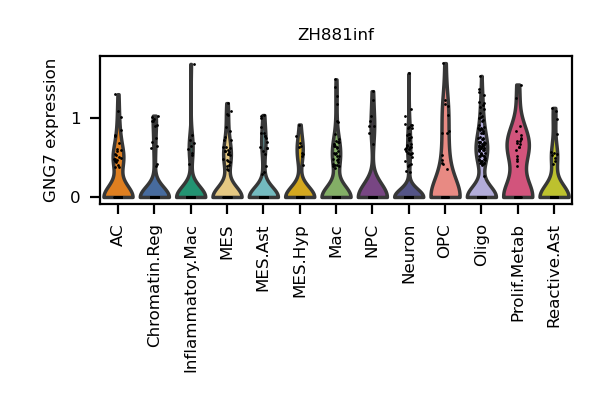 ZH881inf
GNG7 expression
1
0
AC
Chromatin.Reg
Inflammatory.Mac
MES
MES.Ast
MES.Hyp
Mac
NPC
Neuron
OPC
Oligo
Prolif.Metab
Reactive.Ast